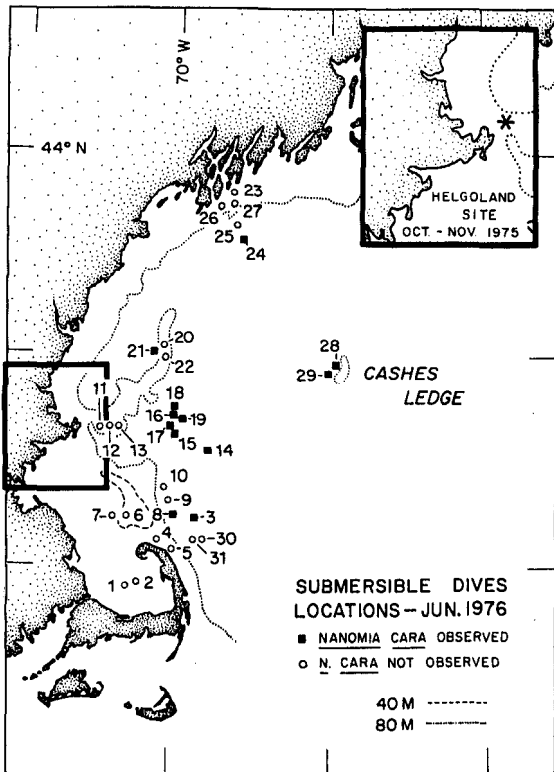 70° W
44° N
HELGOLAND
SITE
OCT. - NOV. 1975
23
26
27
25
24
20
21
22
28
29
CASHES
LEDGE
11
18
16
19
17
15
12
13
14
10
9
7
6
8
3
4
5
30
31
1
2
SUBMERSIBLE DIVES
LOCATIONS - JUN. 1976
NANOMIA CARA OBSERVED
N. CARA NOT OBSERVED
40 M
80 M